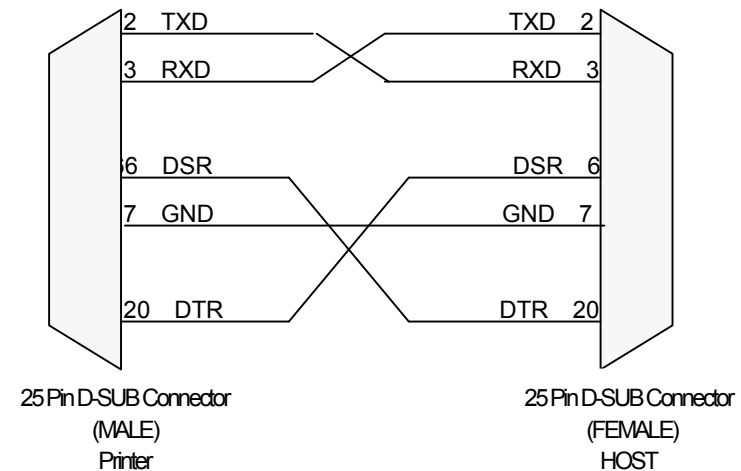 2 TXD TXD 2
3 RXD RXD 3
66 DSR DSR 6
7 GND GND 7
20 DTR DTR 20
25 Pin D-SUB Connector 25 Pin D-SUB Connector
(MALE) (FEMALE)
Printer HOST